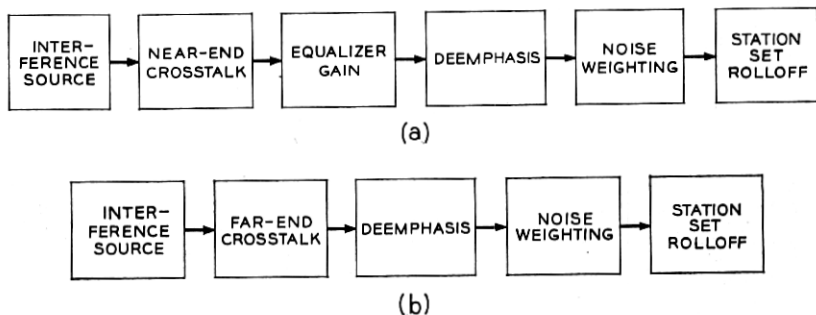 INTER-
FERENCE
SOURCE
NEAR-END
CROSSTALK
EQUALIZER
GAIN
DEEMPHASIS
NOISE
WEIGHTING
STATION
SET
ROLLOFF
(a)
INTER-
FERENCE
SOURCE
FAR-END
CROSSTALK
DEEMPHASIS
NOISE
WEIGHTING
STATION
SET
ROLLOFF
(b)